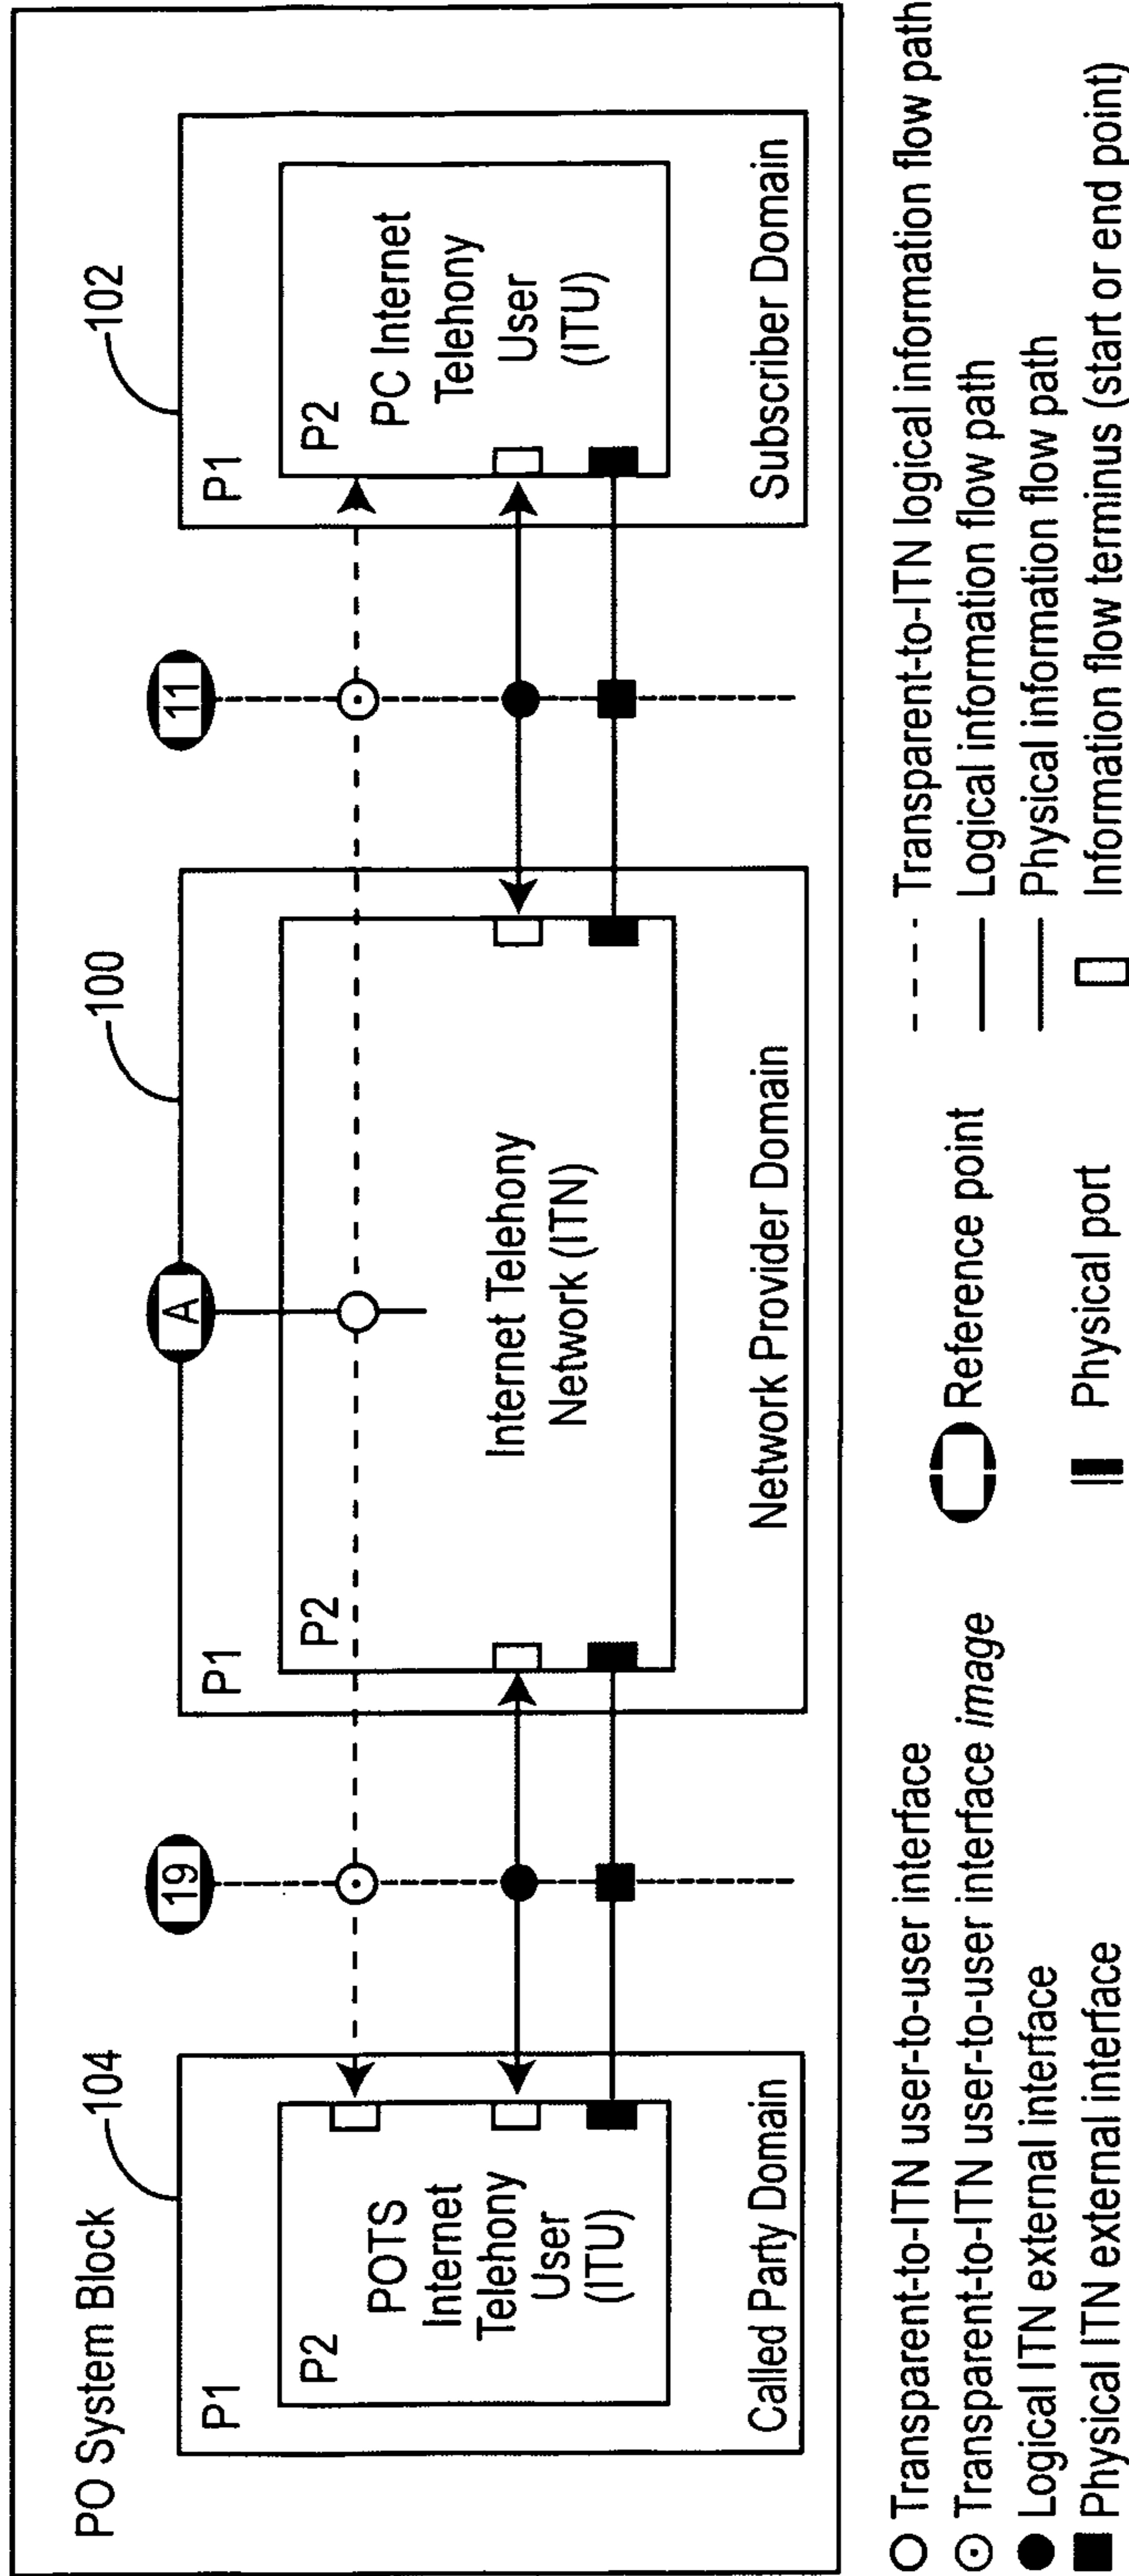 PO System Block
104
P1
P2
POTS
Internet
Telehony
User
(ITU)
Called Party Domain
19
A
100
P1
P2
Internet Telephony
Network (ITN)
Network Provider Domain
11
102
P1
P2
PC Internet
Telehony
User
(ITU)
Subscriber Domain
Transparent-to-ITN user-to-user interface
Transparent-to-ITN user-to-user interface image
Logical ITN external interface
Physical ITN external interface
Reference point
Physical port
Transparent-to-ITN logical information flow path
Logical information flow path
Physical information flow path
Information flow terminus (start or end point)